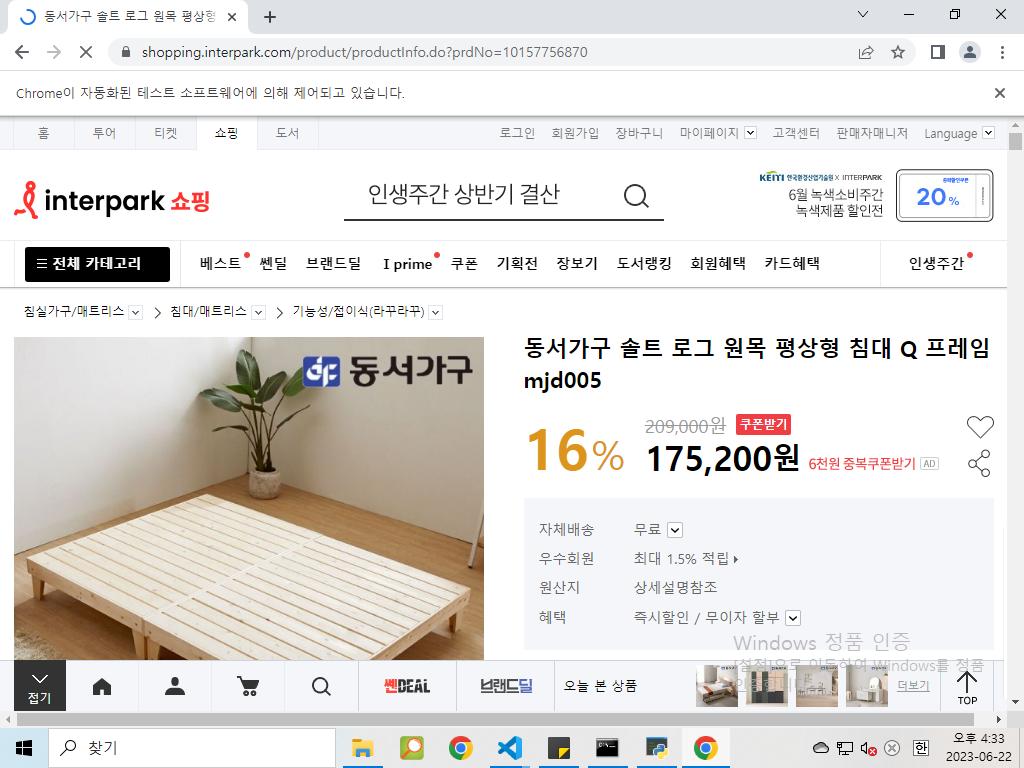 동서가구 솔트 로그 원목 평상형
shopping.interpark.com/product/productInfo.do?prdNo=10157756870
Chrome이 자동화된 테스트 소프트웨어에 의해 제어되고 있습니다.
홈 투어 티켓 쇼핑 도서 로그인 회원가입 장바구니 마이페이지 고객센터 판매자매니저 Language
interpark 쇼핑
인생주간 상반기 결산
KEITI 한국환경산업기술원 X INTERPARK
6월 녹색소비주간
녹색제품 할인전
20%
전체 카테고리 베스트 쎈딜 브랜드딜 I prime 쿠폰 기획전 장보기 도서랭킹 회원혜택 카드혜택 인생주간
침실가구/매트리스 침대/매트리스 기능성/접이식(라꾸라꾸)
동서가구
동서가구 솔트 로그 원목 평상형 침대 Q 프레임
mjd005
16%
209,000원 쿠폰받기
175,200원 6천원 중복쿠폰받기 AD
자체배송 무료
우수회원 최대 1.5% 적립
원산지 상세설명참조
혜택 즉시할인 / 무이자 할부
Windows 정품 인증
[설정]으로 이동하여 Windows를 정품
접기
쎈DEAL 브랜드딜 오늘 본 상품 더보기 TOP
찾기
한
오후 4:33
2023-06-22